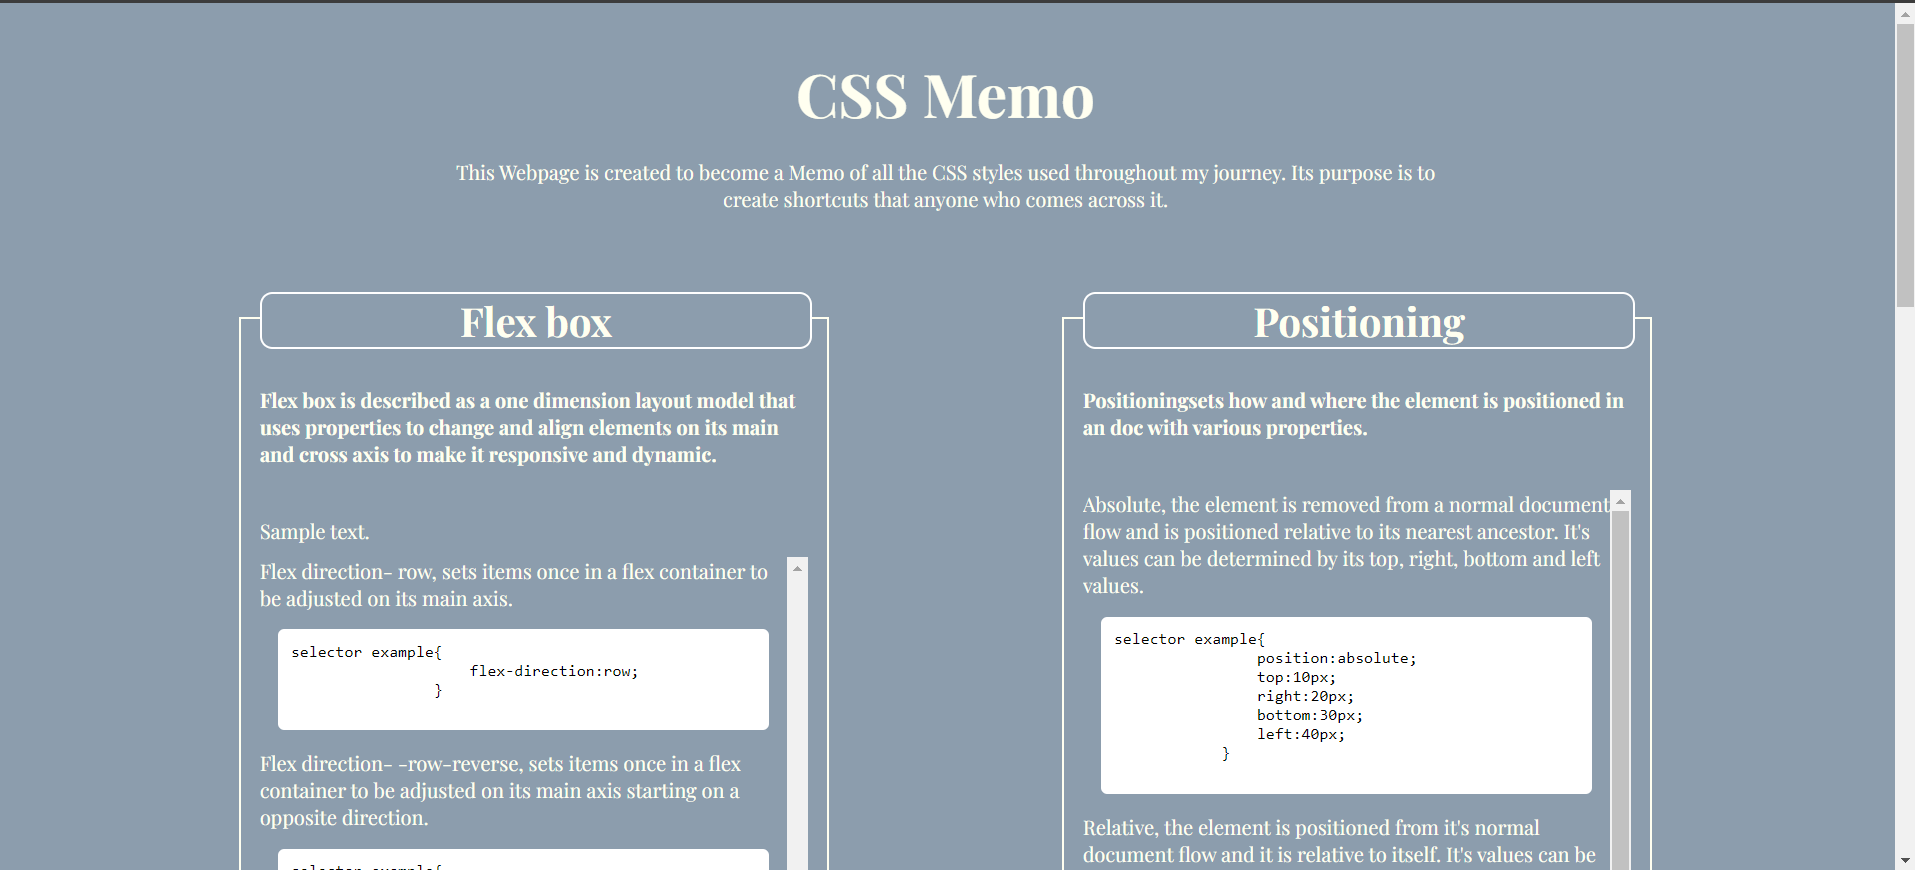 CSS Memo
This Webpage is created to become a Memo of all the CSS styles used throughout my journey. Its purpose is to
create shortcuts that anyone who comes across it.
Flex box
Flex box is described as a one dimension layout model that
uses properties to change and align elements on its main
and cross axis to make it responsive and dynamic.
Sample text.
Flex direction- row, sets items once in a flex container to
be adjusted on its main axis.
selector example{
flex-direction:row;
}
Flex direction- -row-reverse, sets items once in a flex
container to be adjusted on its main axis starting on a
opposite direction.
selector example{
Positioning
Positioningsets how and where the element is positioned in
an doc with various properties.
Absolute, the element is removed from a normal document
flow and is positioned relative to its nearest ancestor. It's
values can be determined by its top, right, bottom and left
values.
selector example{
position:absolute;
top:10px;
right:20px;
bottom:30px;
left:40px;
}
Relative, the element is positioned from it's normal
document flow and it is relative to itself. It's values can be